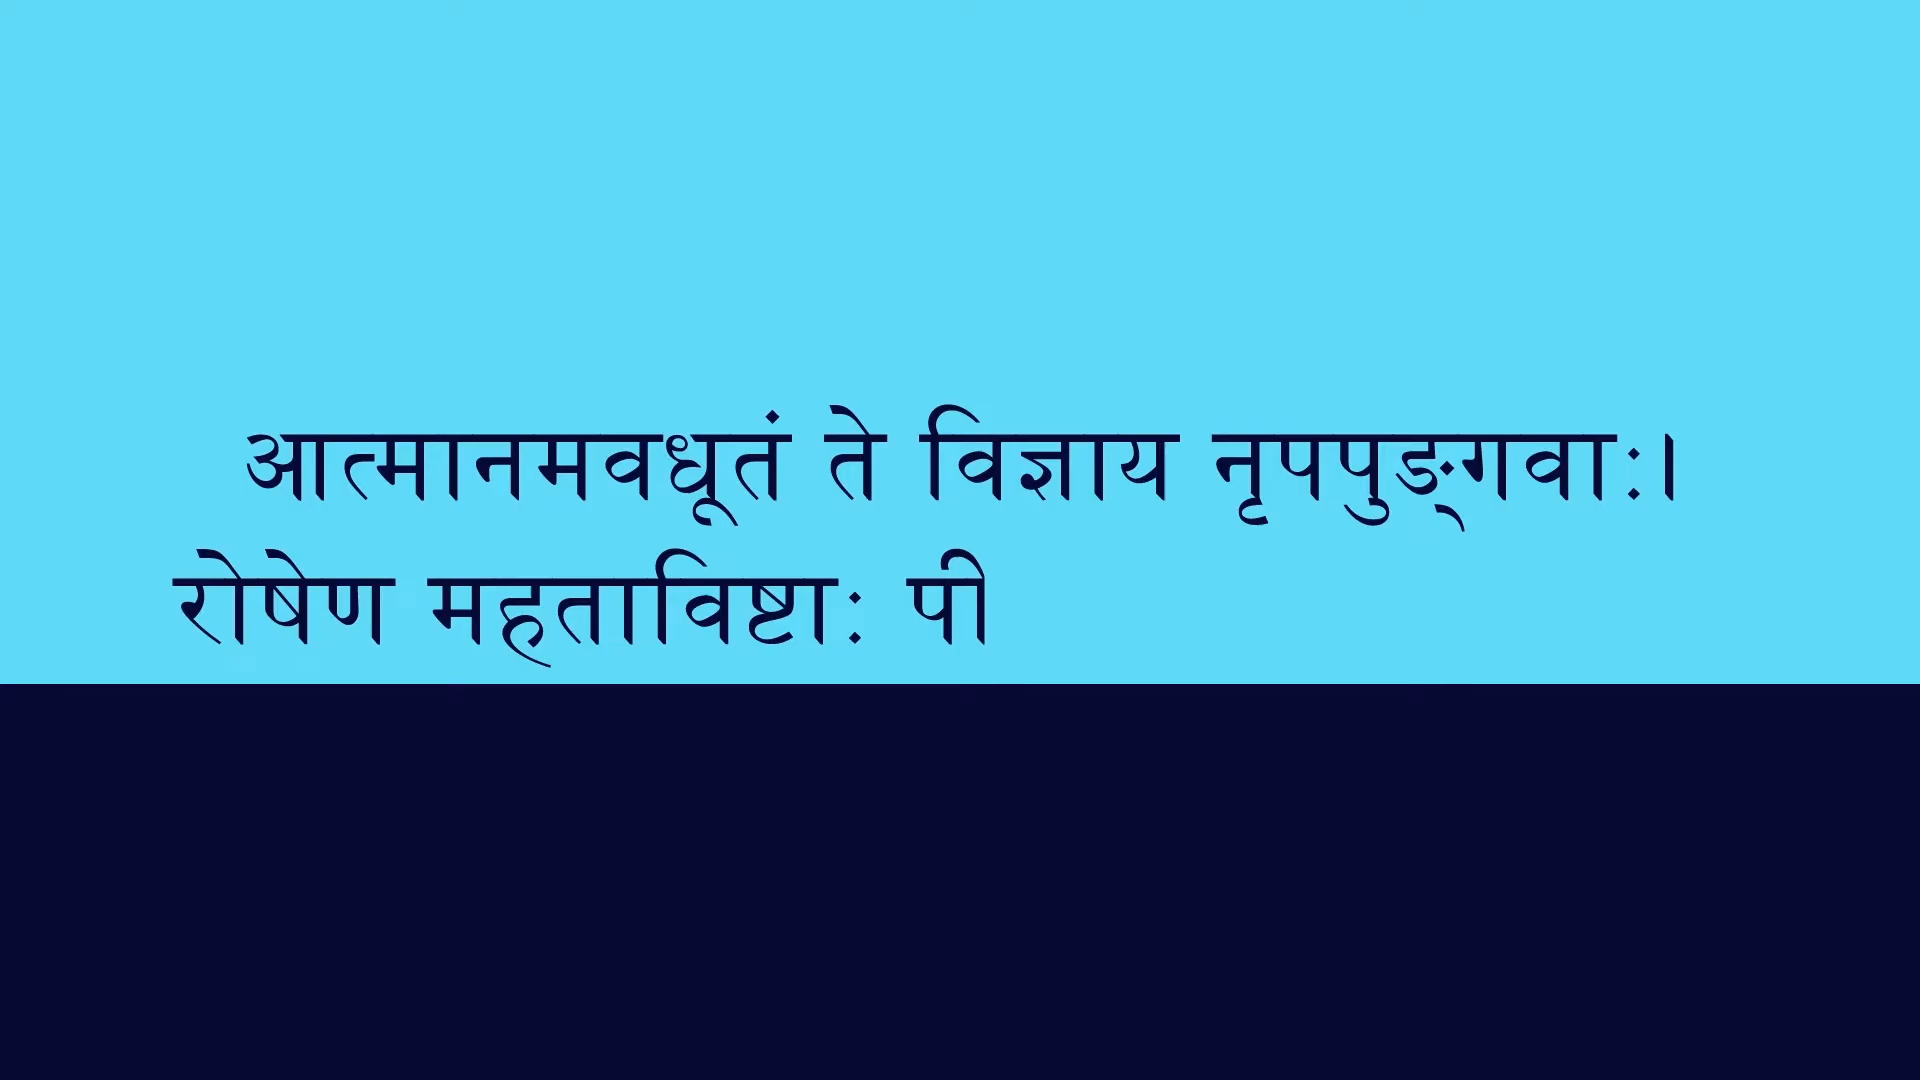 आत्मानमवधूतं ते विज्ञाय नृपपुङ्गवाः।
रोषेण महताविष्टाः पी